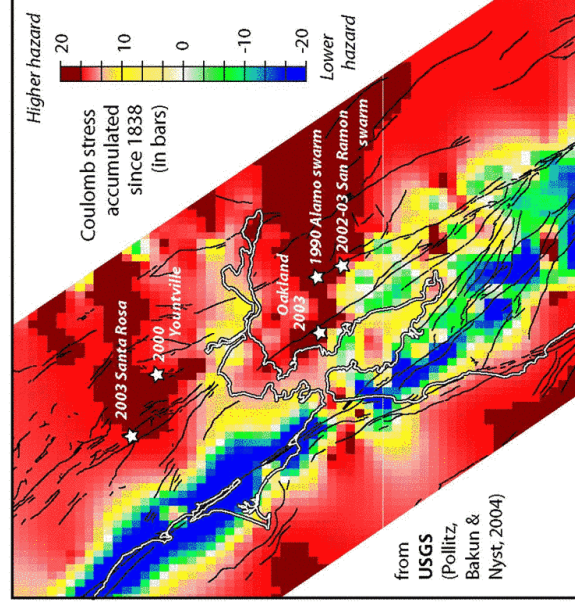 Higher hazard
20
10
0
-10
-20
Lower
hazard
Coulomb stress
accumulated
since 1838
(in bars)
2003 Santa Rosa
2000
Yountville
Oakland
2003
1990 Alamo swarm
2002-03 San Ramon
swarm
from
USGS
(Pollitz,
Bakun &
Nyst, 2004)